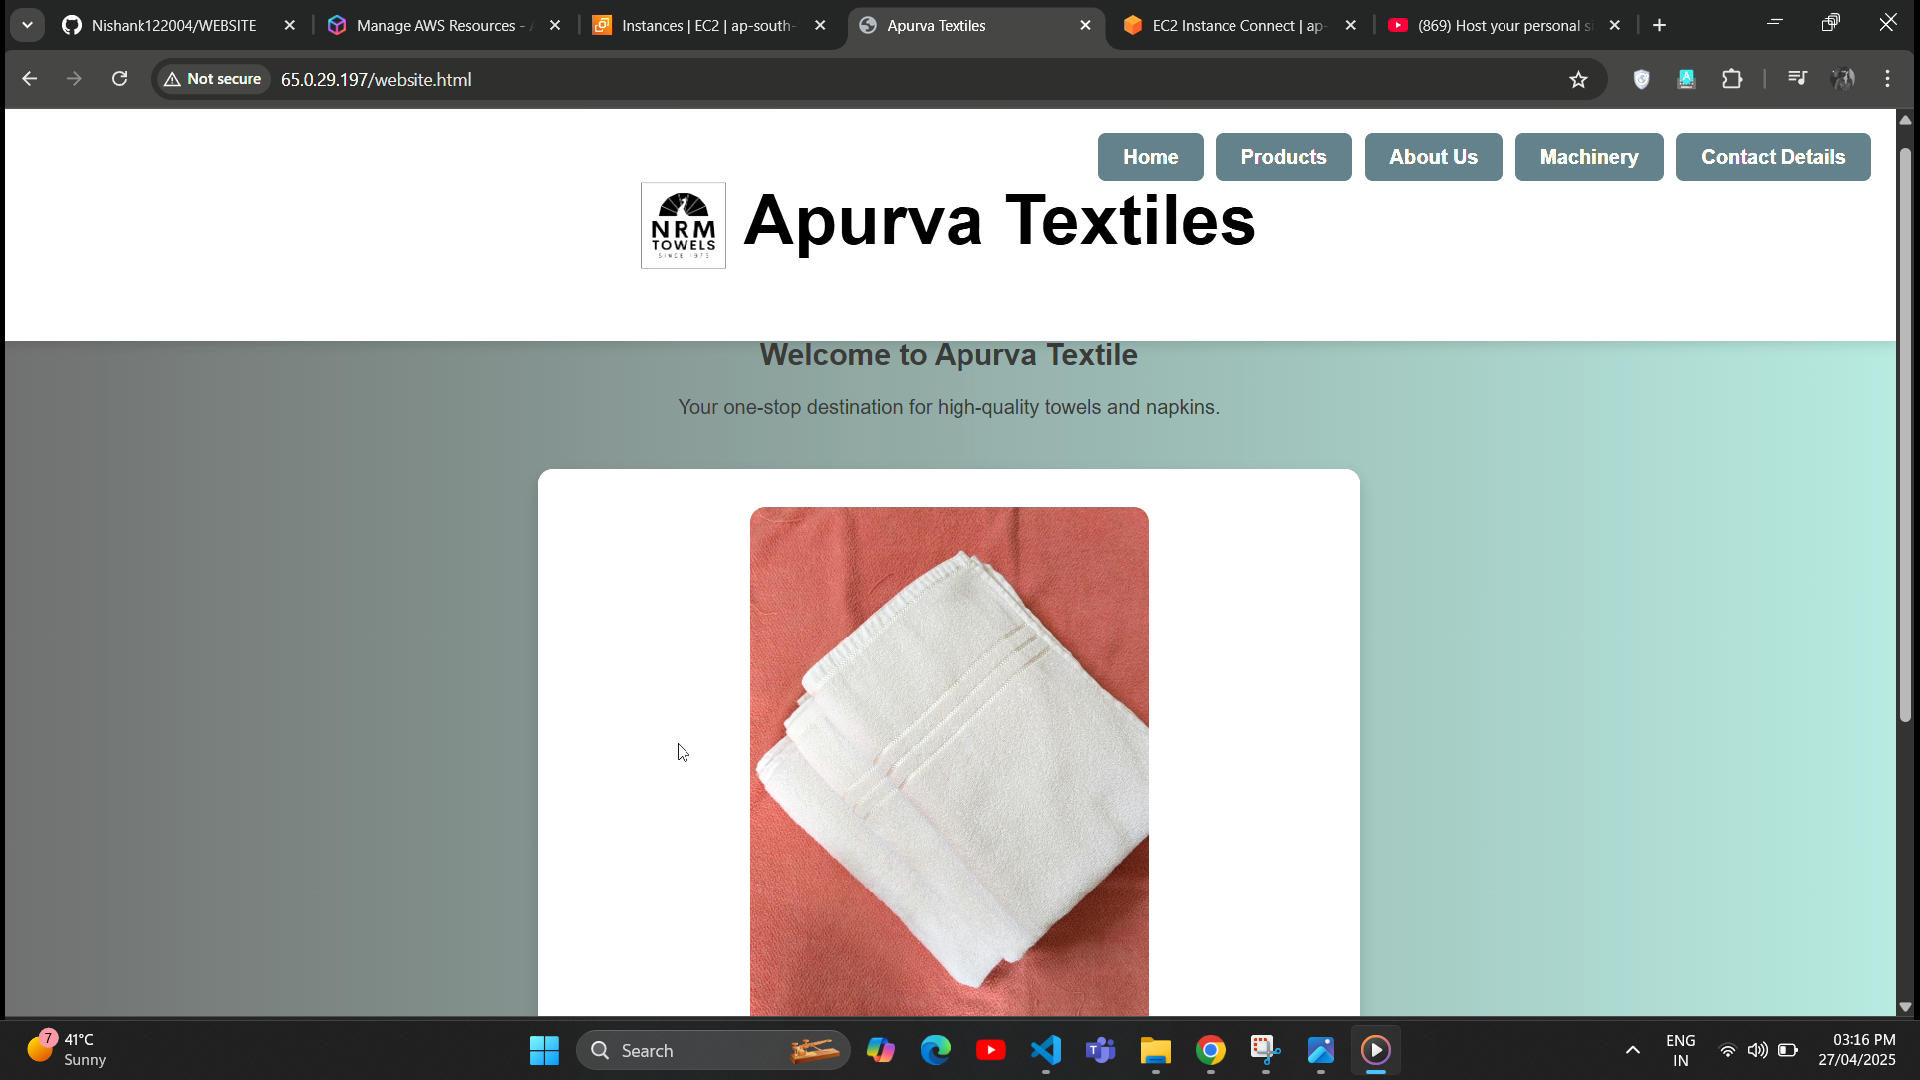 Nishank122004/WEBSITE
Manage AWS Resources -
Instances | EC2 | ap-south-
Apurva Textiles
EC2 Instance Connect | ap-
(869) Host your personal si
Not secure
65.0.29.197/website.html
Home
Products
About Us
Machinery
Contact Details
NRM
TOWELS
SINCE 1973
Apurva Textiles
Welcome to Apurva Textile
Your one-stop destination for high-quality towels and napkins.
7
41°C
Sunny
Search
ENG
IN
03:16 PM
27/04/2025